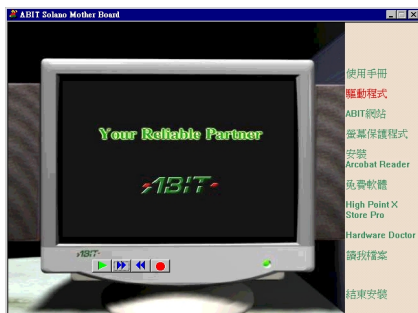 ABIT Solano Mother Board
Your Reliable Partner
ABIT
ABIT
使用手冊
驅動程式
ABIT網站
螢幕保護程式
安裝
Arcobat Reader
免費軟體
High Point X
Store Pro
Hardware Doctor
讀我檔案
結束安裝